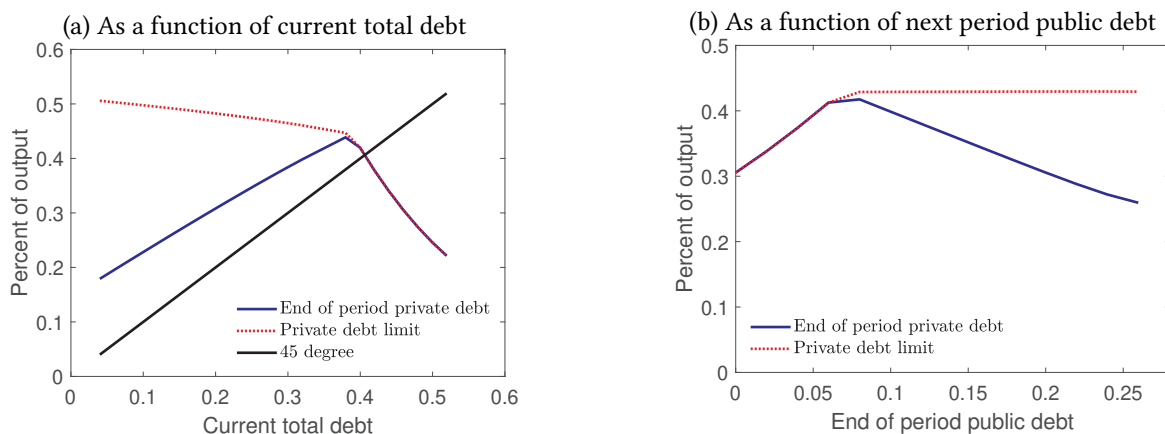 (a) As a function of current total debt
Percent of output
0.6
0.5
0.4
0.3
0.2
0.1
0
End of period private debt
Private debt limit
45 degree
0 0.1 0.2 0.3 0.4 0.5 0.6
Current total debt
(b) As a function of next period public debt
Percent of output
0.5
0.4
0.3
0.2
0.1
0
End of period private debt
Private debt limit
0 0.05 0.1 0.15 0.2 0.25
End of period public debt